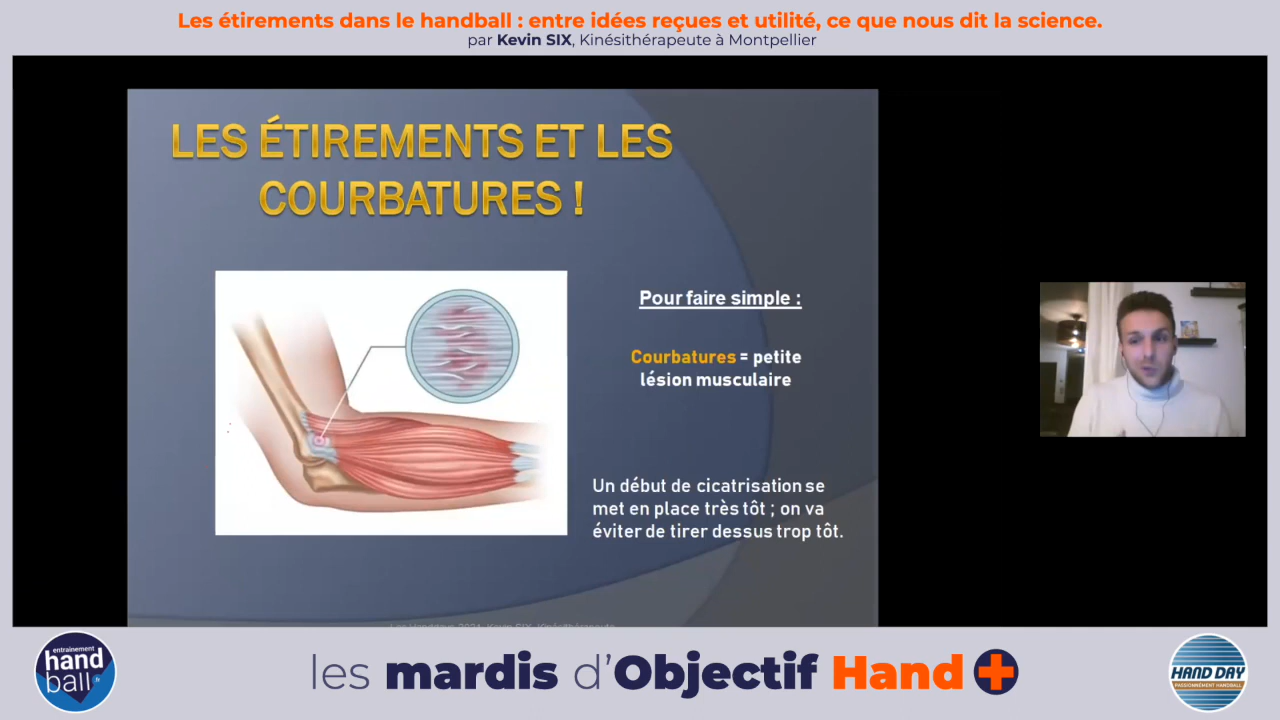 Les étirements dans le handball : entre idées reçues et utilité, ce que nous dit la science.
par Kevin SIX, Kinésithérapeute à Montpellier
LES ÉTIREMENTS ET LES
COURBATURES !
Pour faire simple :
Courbatures = petite
lésion musculaire
Un début de cicatrisation se
met en place très tôt ; on va
éviter de tirer dessus trop tôt.
entrainement
hand
ball
les mardis d'Objectif Hand +
HAND DAY
PASSIONNÉMENT HANDBALL